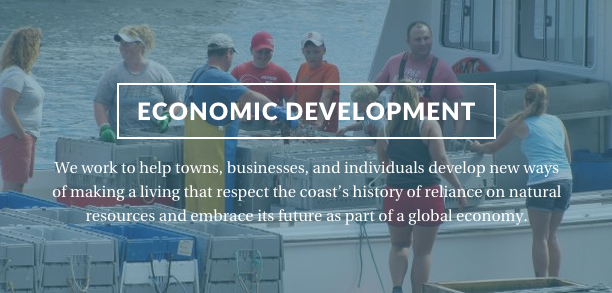 ECONOMIC DEVELOPMENT
We work to help towns, businesses, and individuals develop new ways
of making a living that respect the coast's history of reliance on natural
resources and embrace its future as part of a global economy.